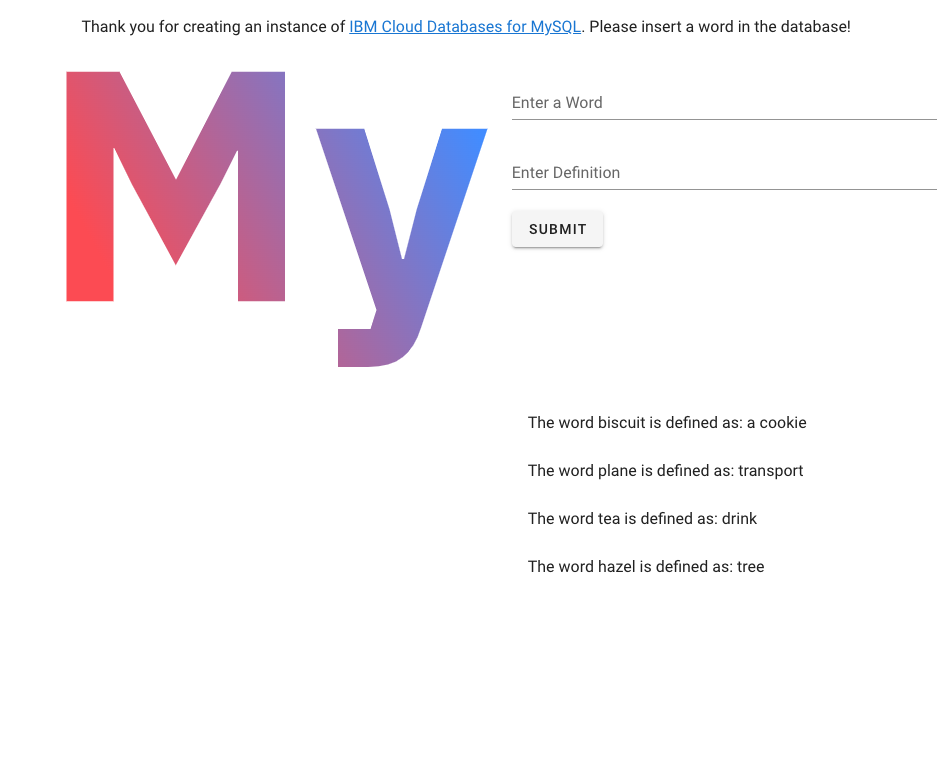 Thank you for creating an instance of IBM Cloud Databases for MySQL. Please insert a word in the database!
My
Enter a Word
Enter Definition
SUBMIT
The word biscuit is defined as: a cookie
The word plane is defined as: transport
The word tea is defined as: drink
The word hazel is defined as: tree